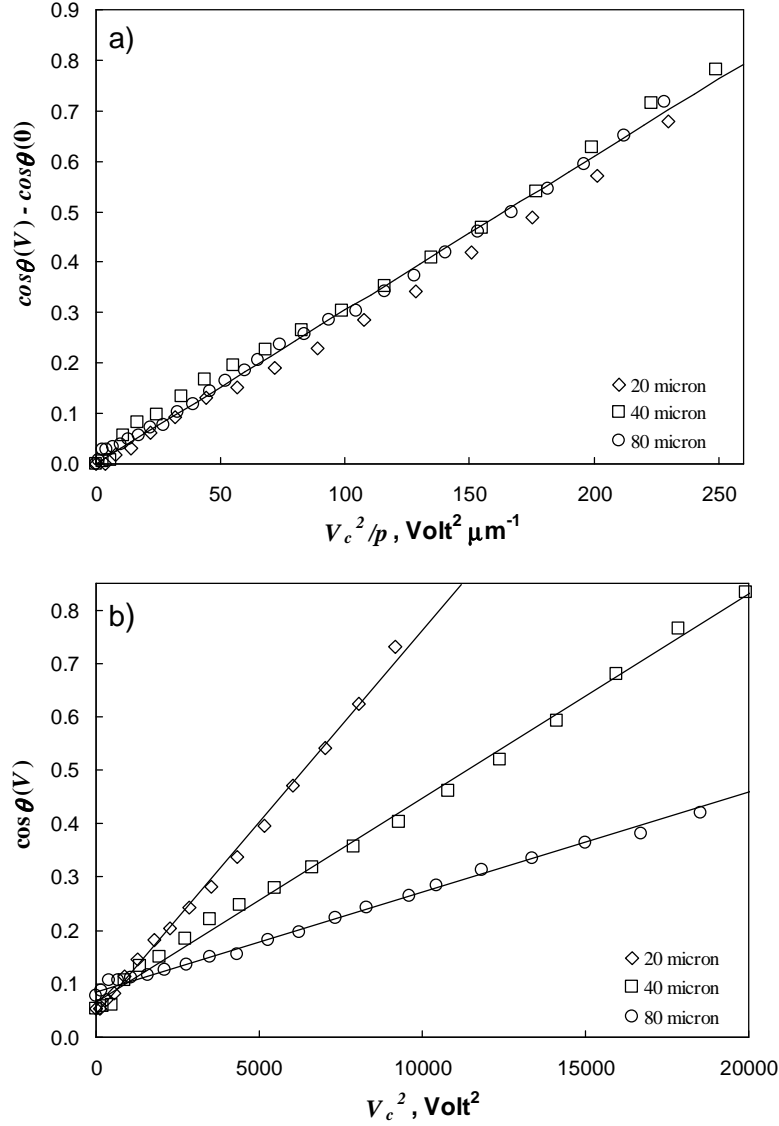 a)
0.9
0.8
0.7
0.6
0.5
0.4
0.3
0.2
0.1
0.0
cosθ(V) - cosθ(0)
20 micron
40 micron
80 micron
0 50 100 150 200 250
Vc²/p , Volt² μm⁻¹
b)
0.8
0.7
0.6
0.5
0.4
0.3
0.2
0.1
0.0
cosθ(V)
20 micron
40 micron
80 micron
0 5000 10000 15000 20000
Vc² , Volt²